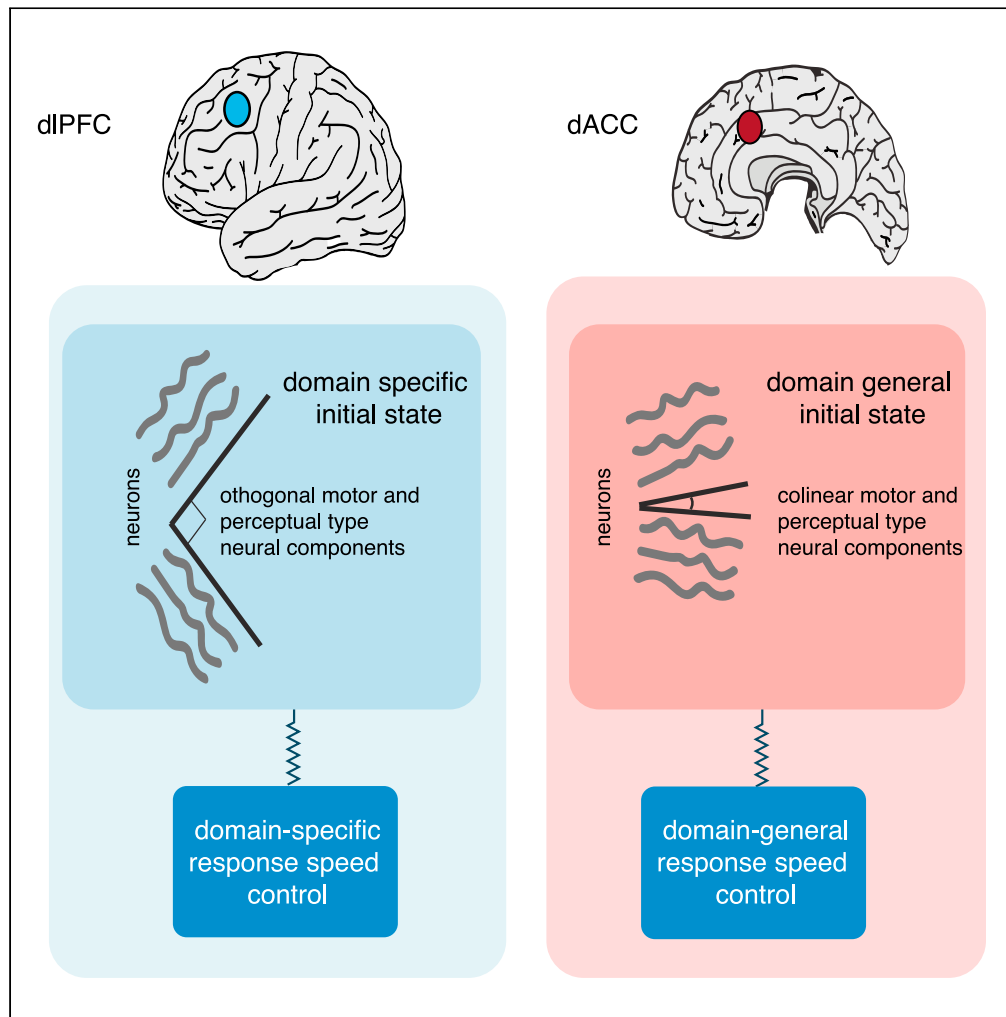 dlPFC
dACC
domain specific
initial state
neurons
othogonal motor and
perceptual type
neural components
domain general
initial state
neurons
colinear motor and
perceptual type
neural components
domain-specific
response speed
control
domain-general
response speed
control